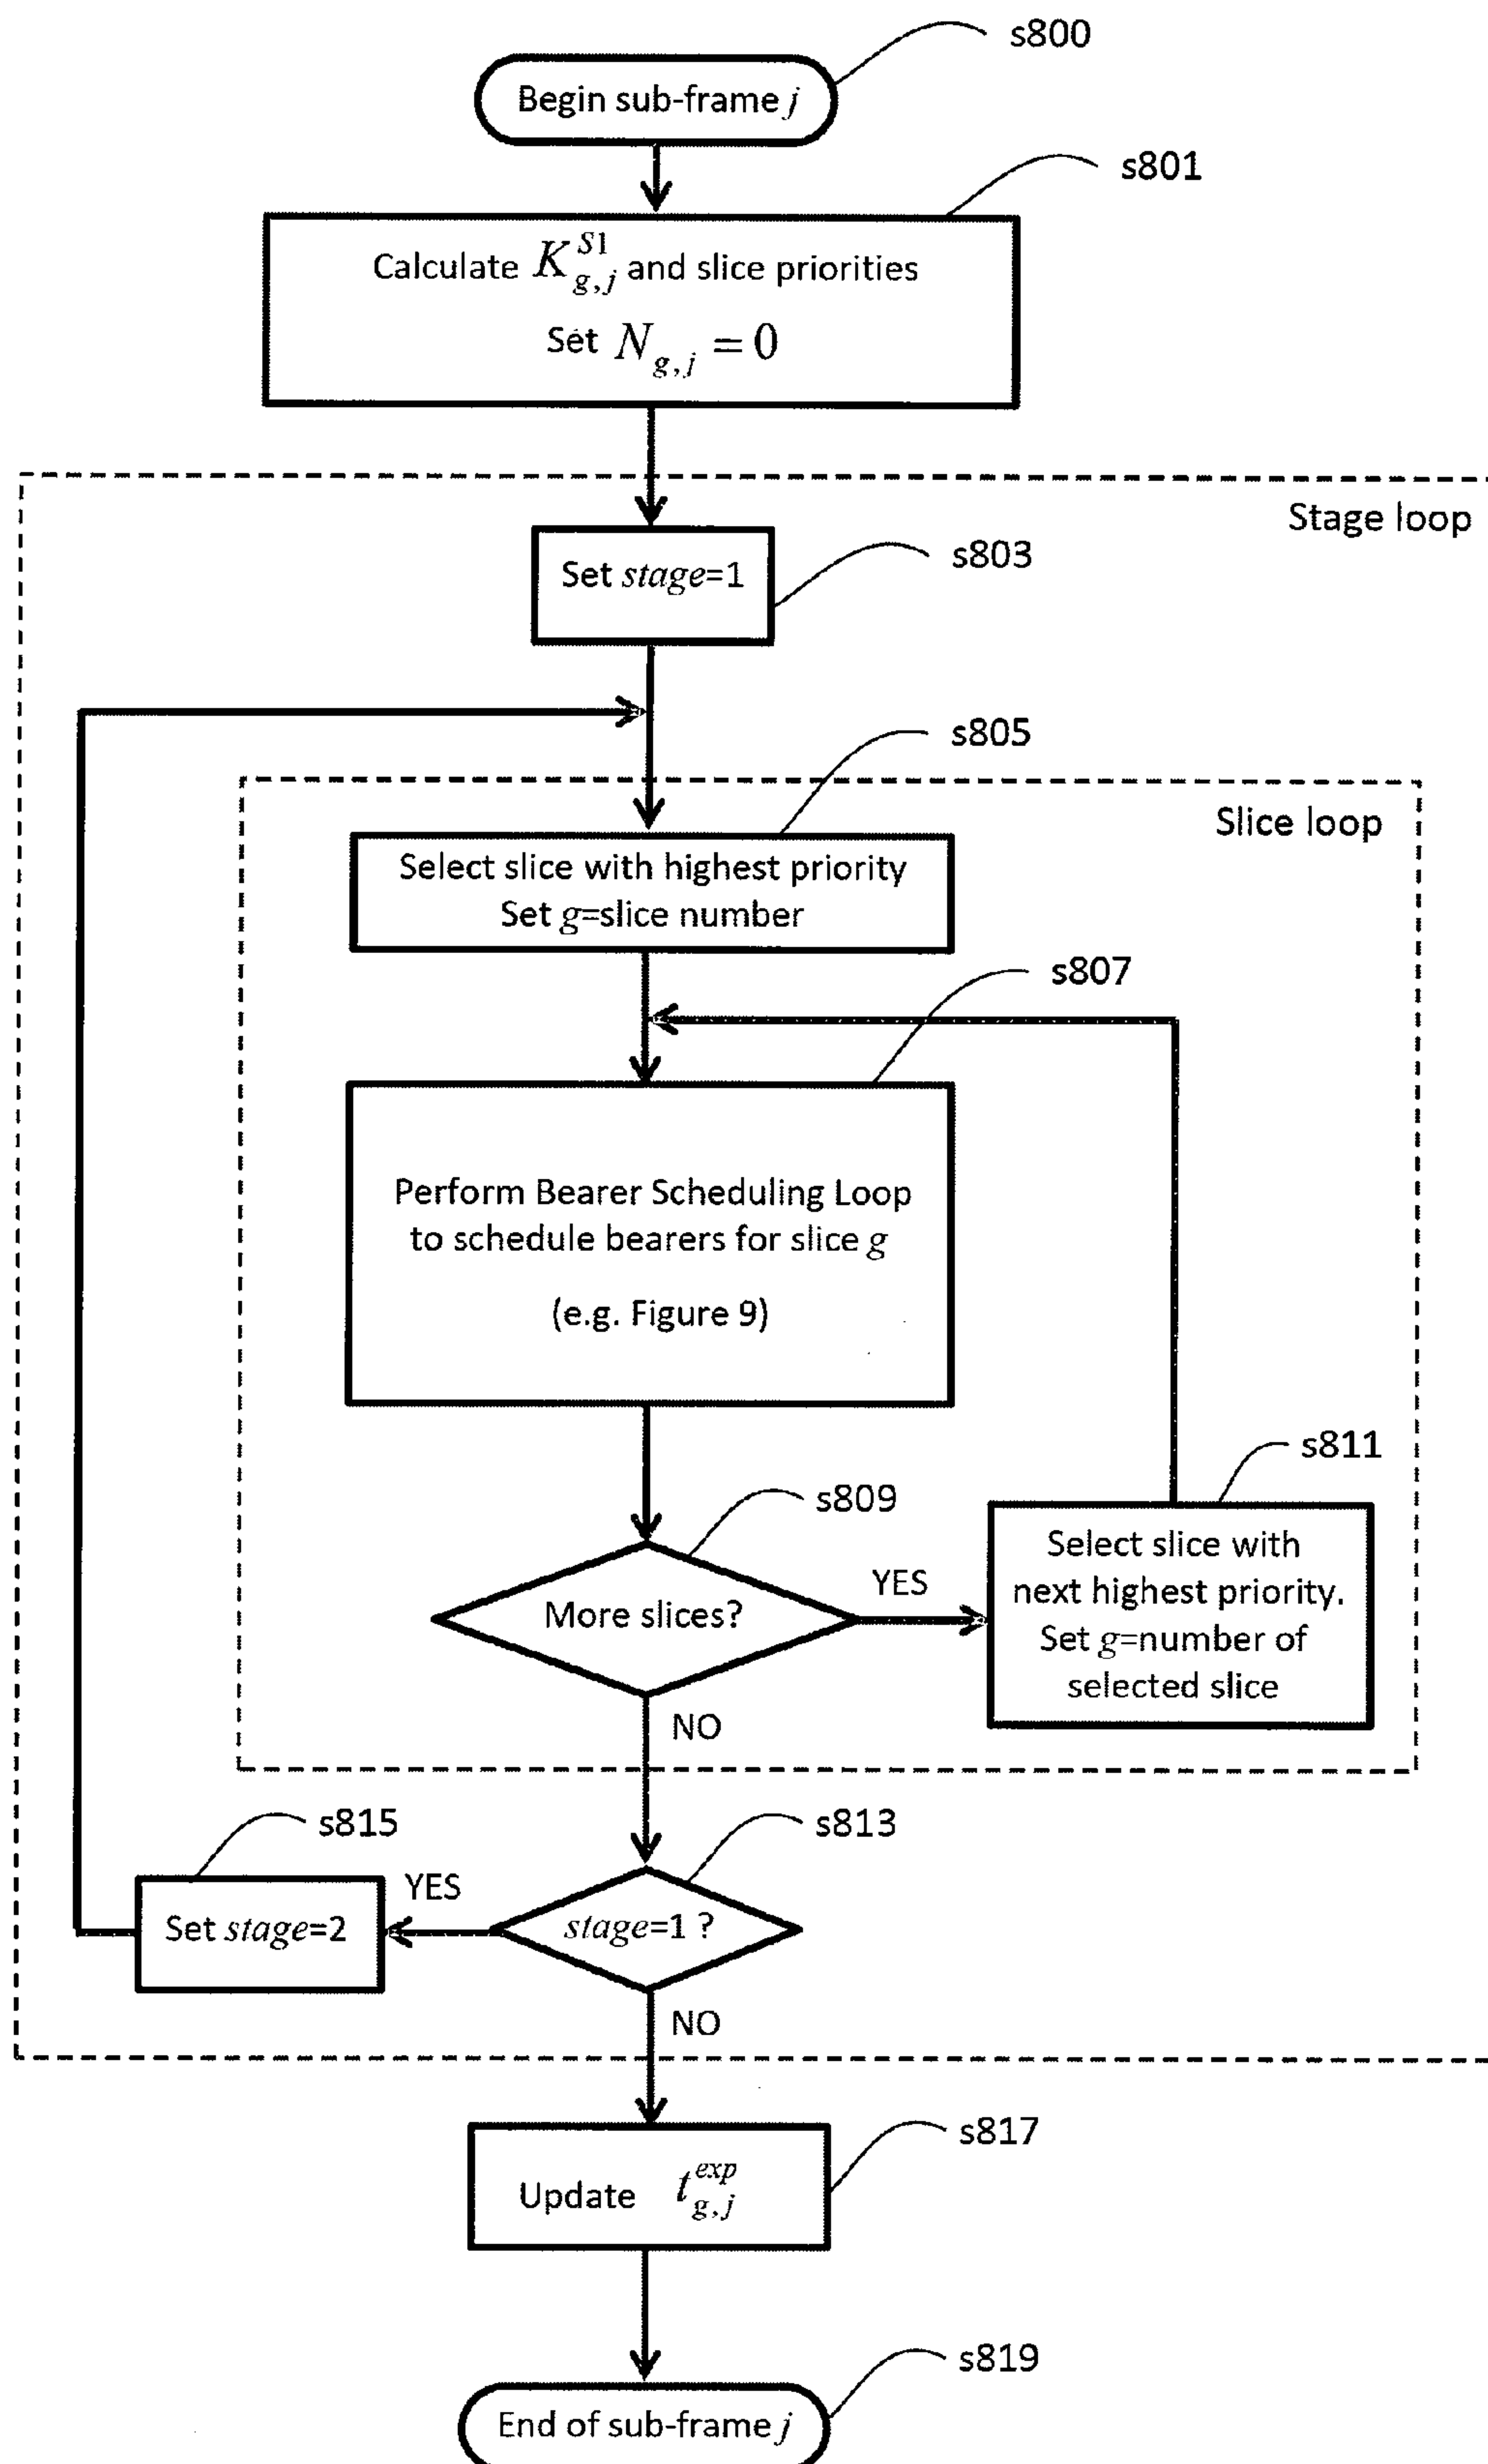 s800
Begin sub-frame j
s801
Calculate K_{g,j}^{S1} and slice priorities
Set N_{g,j} = 0
Stage loop
Set stage=1
s803
s805
Slice loop
Select slice with highest priority
Set g=slice number
s807
Perform Bearer Scheduling Loop
to schedule bearers for slice g
(e.g. Figure 9)
s811
s809
Select slice with
next highest priority.
Set g=number of
selected slice
YES
More slices?
NO
s815
s813
YES
Set stage=2
stage=1 ?
NO
s817
Update t_{g,j}^{exp}
s819
End of sub-frame j